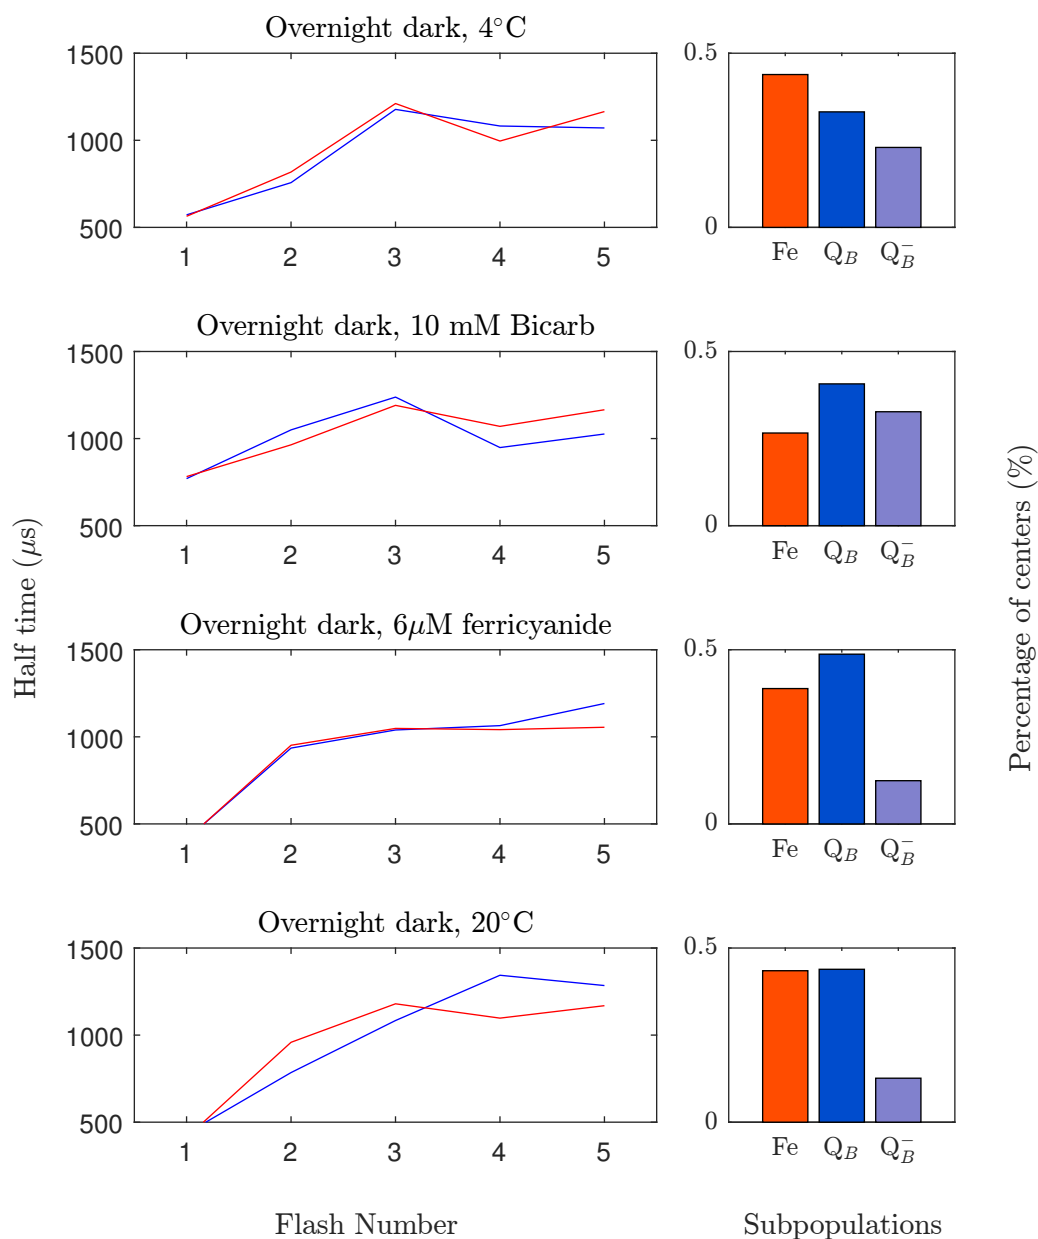 Overnight dark, 4°C
1500
1000
500
1 2 3 4 5
0.5
0
Fe Q_B Q_B^−
Overnight dark, 10 mM Bicarb
1500
1000
500
1 2 3 4 5
0.5
0
Fe Q_B Q_B^−
Overnight dark, 6μM ferricyanide
1500
1000
500
1 2 3 4 5
0.5
0
Fe Q_B Q_B^−
Overnight dark, 20°C
1500
1000
500
1 2 3 4 5
0.5
0
Fe Q_B Q_B^−
Half time (μs)
Percentage of centers (%)
Flash Number
Subpopulations